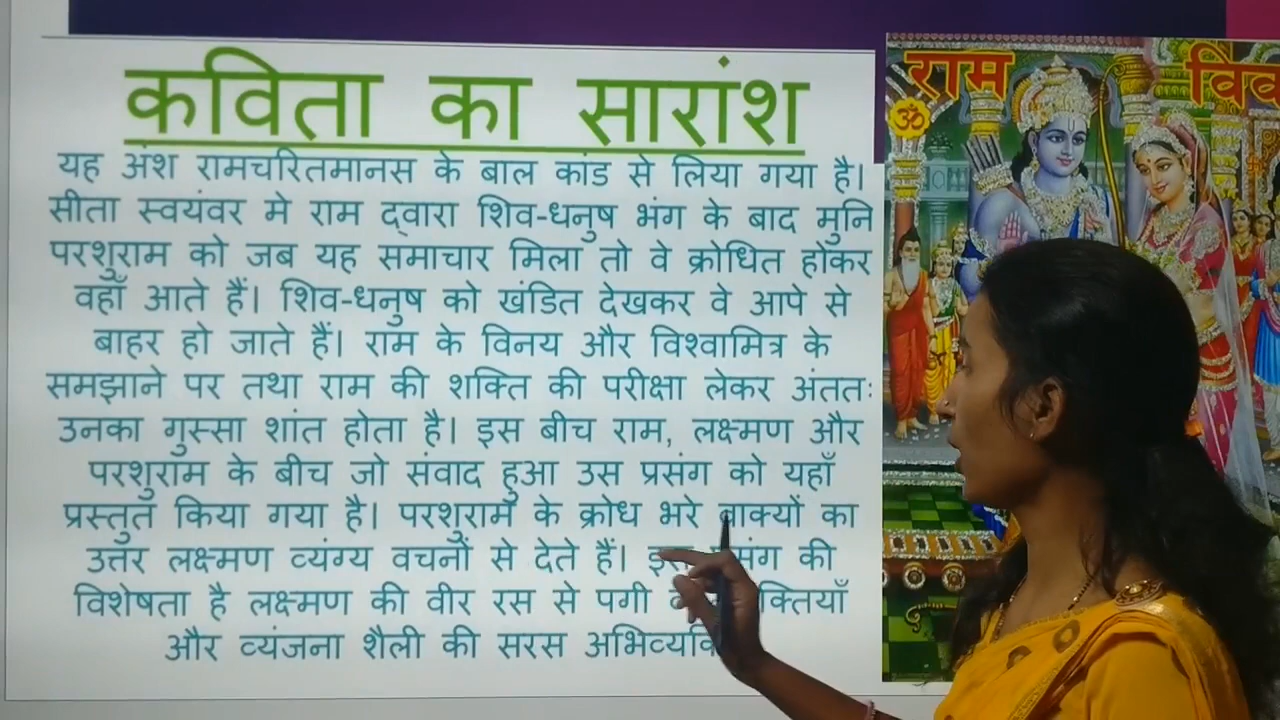 कविता का सारांश
यह अंश रामचरितमानस के बाल कांड से लिया गया है।
सीता स्वयंवर मे राम द्वारा शिव-धनुष भंग के बाद मुनि
परशुराम को जब यह समाचार मिला तो वे क्रोधित होकर
वहाँ आते हैं। शिव-धनुष को खंडित देखकर वे आपे से
बाहर हो जाते हैं। राम के विनय और विश्वामित्र के
समझाने पर तथा राम की शक्ति की परीक्षा लेकर अंततः
उनका गुस्सा शांत होता है। इस बीच राम, लक्ष्मण और
परशुराम के बीच जो संवाद हुआ उस प्रसंग को यहाँ
प्रस्तुत किया गया है। परशुराम के क्रोध भरे वाक्यों का
उत्तर लक्ष्मण व्यंग्य वचनों से देते हैं। की
विशेषता है लक्ष्मण की वीर रस से पगी
और व्यंजना शैली की सरस
राम
ॐ